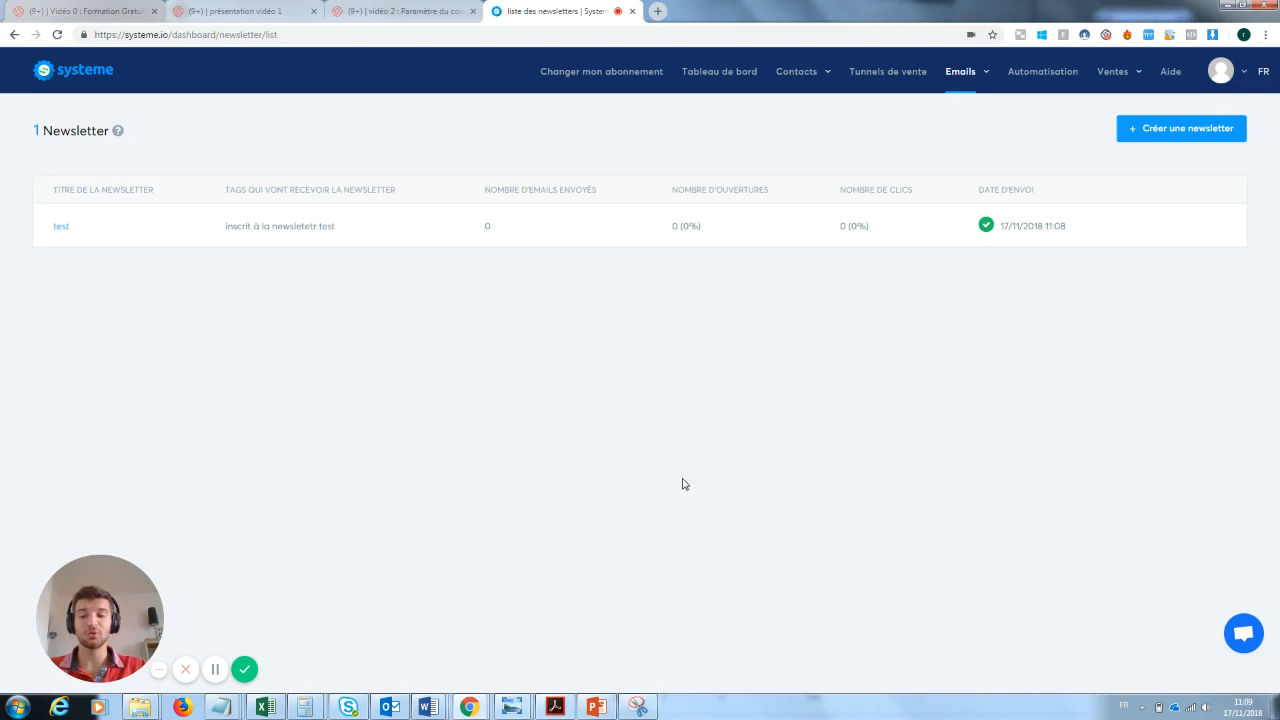 (9+) | Vidéo 0 : Formation Gratui
(9+) | présentation vidéo 1
(9+) | vidéo 2 : Paramètre du con
liste des newsletters | System
https://systeme.io/dashboard/newsletter/list
systeme
Changer mon abonnement
Tableau de bord
Contacts
Tunnels de vente
Emails
Automatisation
Ventes
Aide
FR
1 Newsletter ?
+ Créer une newsletter
TITRE DE LA NEWSLETTER
TAGS QUI VONT RECEVOIR LA NEWSLETTER
NOMBRE D'EMAILS ENVOYÉS
NOMBRE D'OUVERTURES
NOMBRE DE CLICS
DATE D'ENVOI
test
inscrit à la newsletetr test
0
0 (0%)
0 (0%)
17/11/2018 11:08
FR
11:09
17/11/2018